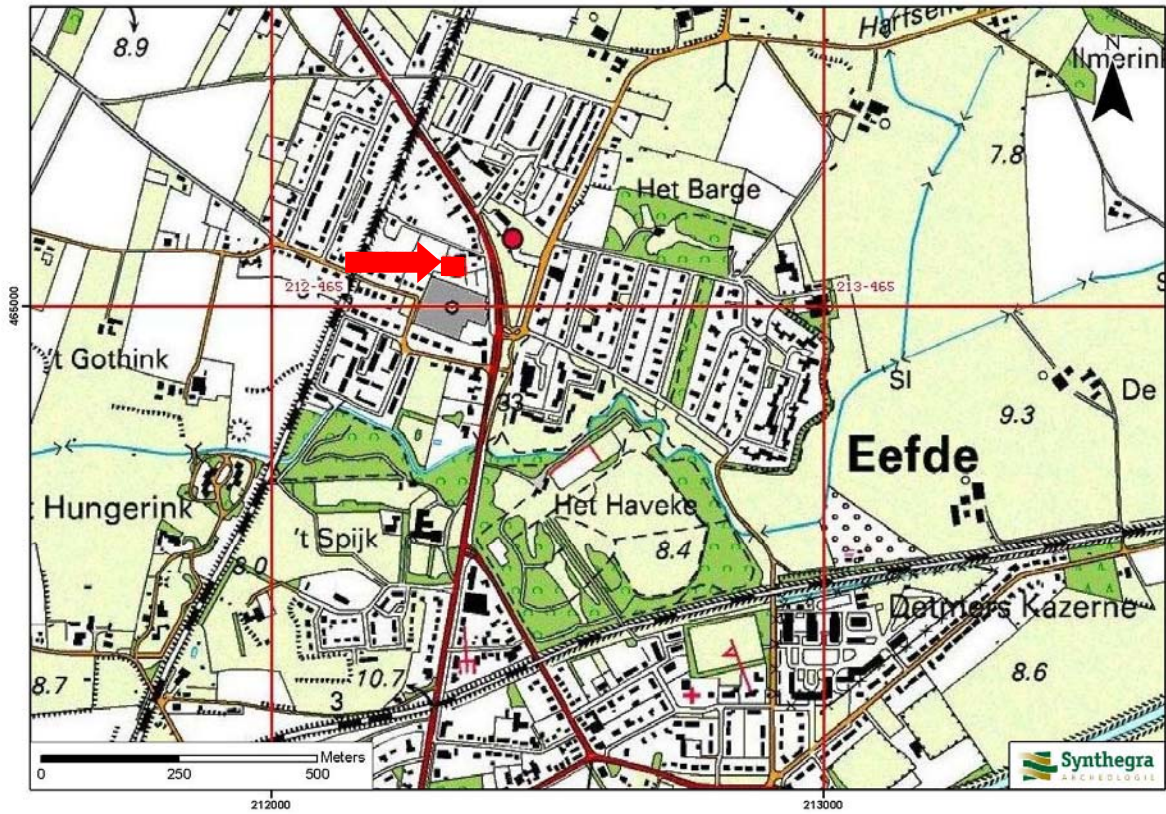 8.9
Harfsen
N
Ilmerink
7.8
Het Barge
212-465
213-465
465000
't Gothink
SI
De
9.3
33
Eefde
t Hungerink
Het Haveke
't Spijk
8.4
8.0
Detmers Kazerne
8.7
10.7
3
8.6
Meters
0 250 500
Synthegra
ARCHEOLOGIE
212000 213000